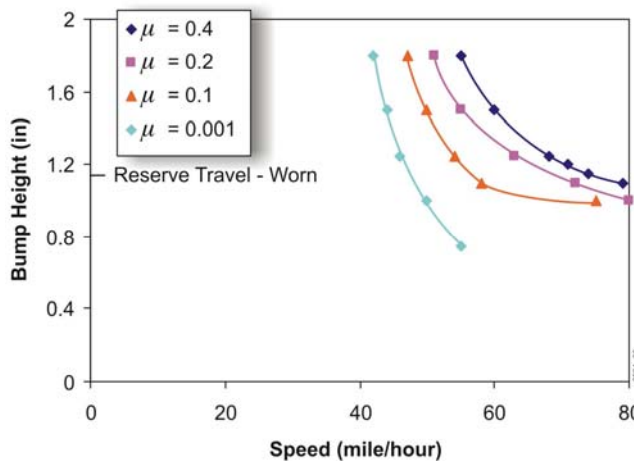 2
1.6
1.2
0.8
0.4
0
Bump Height (in)
μ = 0.4
μ = 0.2
μ = 0.1
μ = 0.001
Reserve Travel - Worn
0 20 40 60 80
Speed (mile/hour)